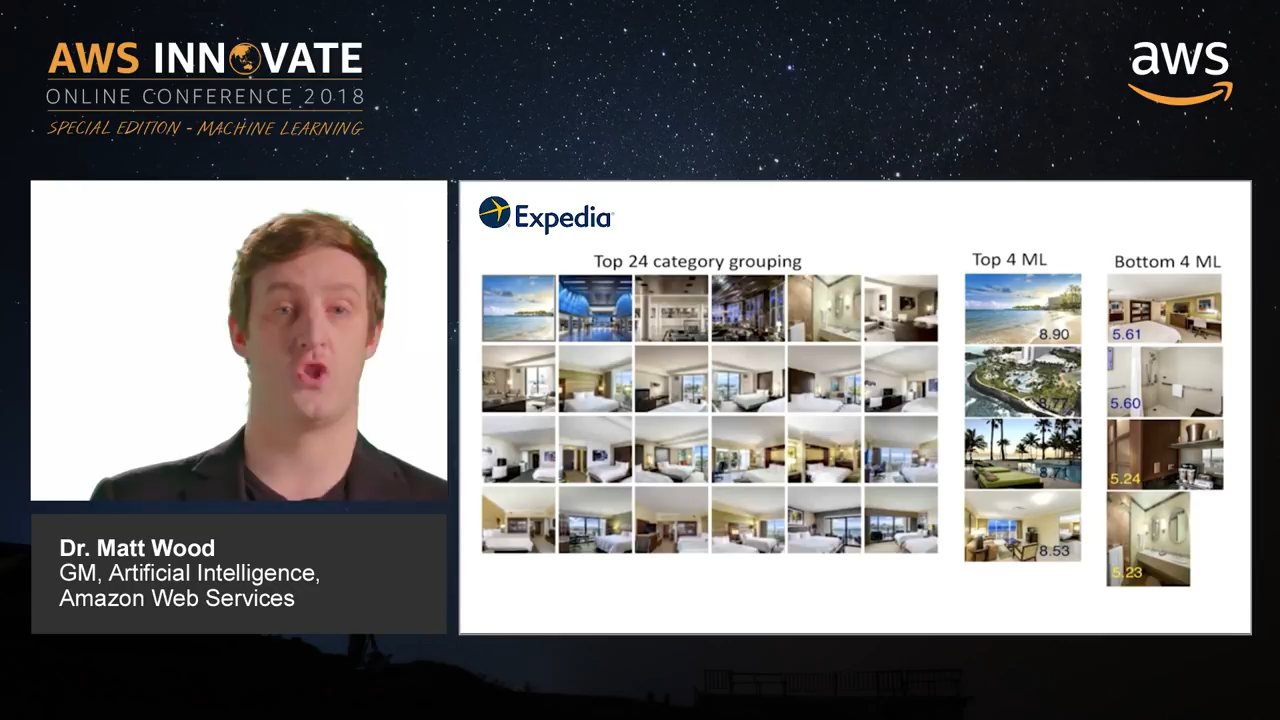 AWS INNOVATE
ONLINE CONFERENCE 2018
SPECIAL EDITION - MACHINE LEARNING
aws
Dr. Matt Wood
GM, Artificial Intelligence,
Amazon Web Services
Expedia
Top 24 category grouping
Top 4 ML
8.90
8.77
8.53
Bottom 4 ML
5.61
5.60
5.24
5.23